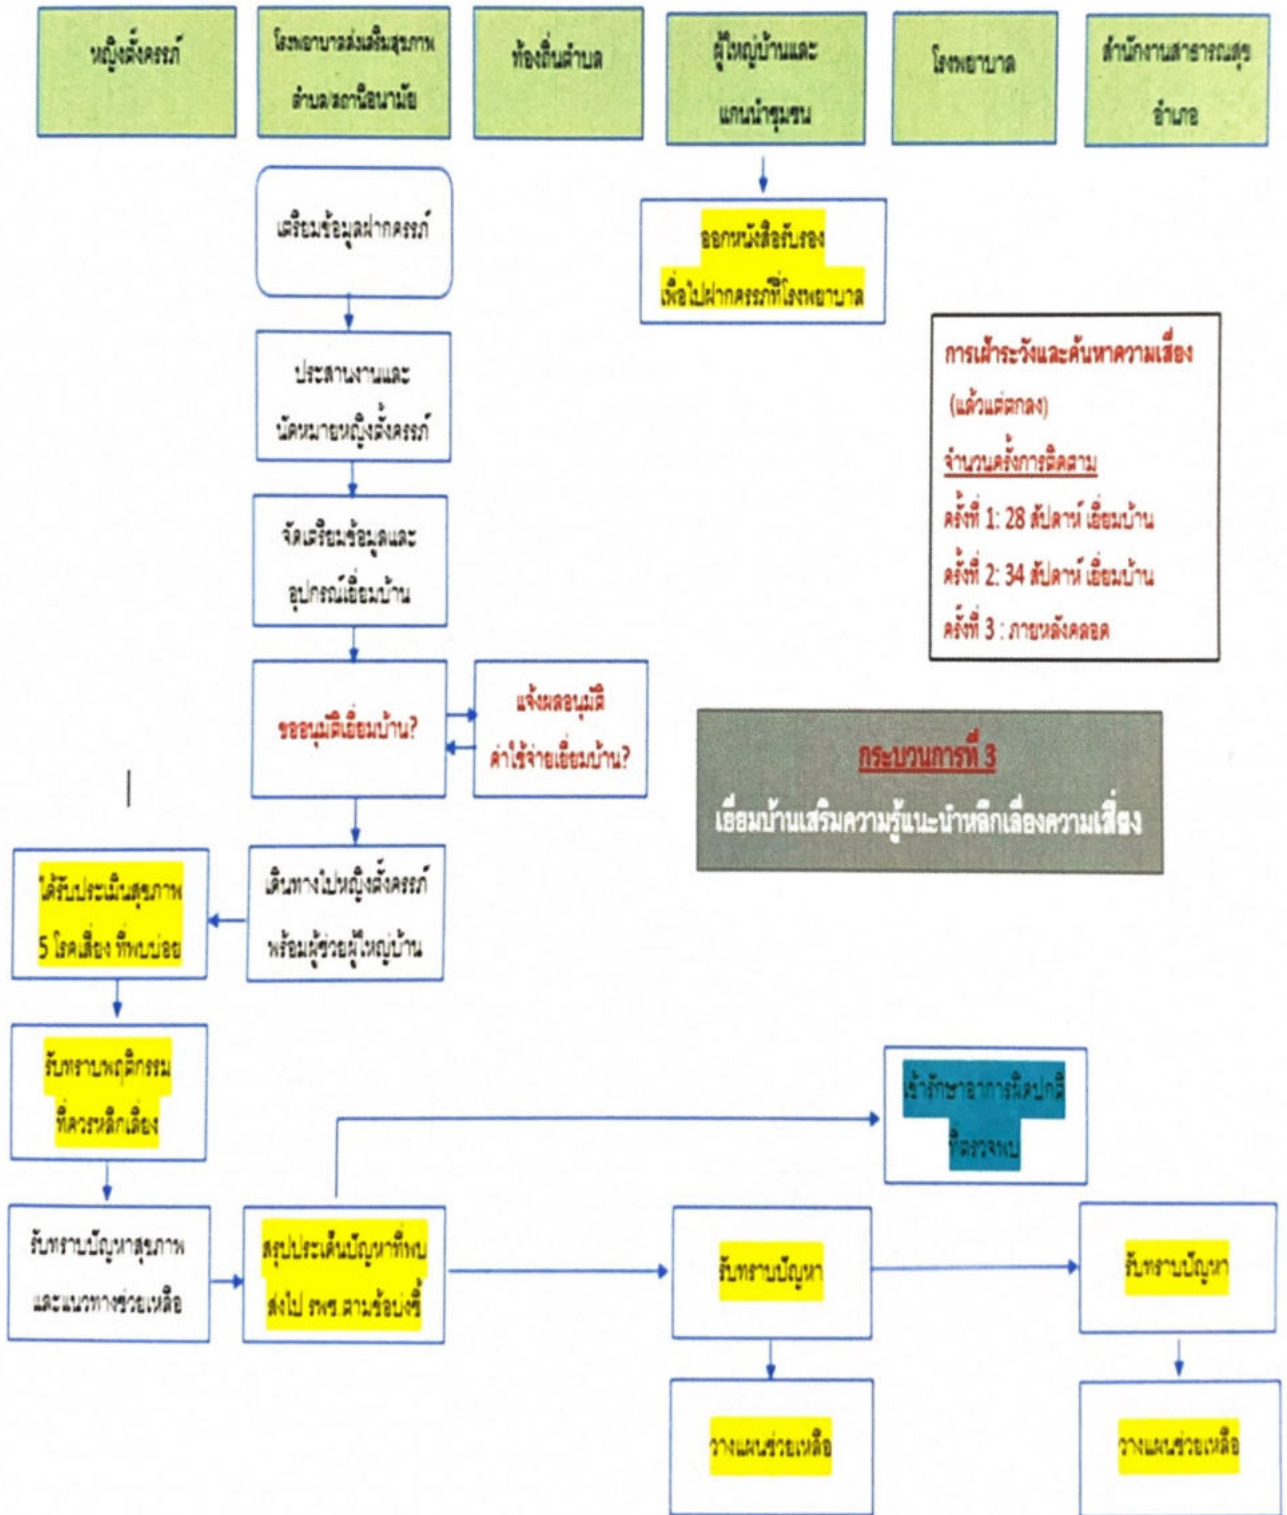 หญิงตั้งครรภ์
โรงพยาบาลส่งเสริมสุขภาพ
ตำบล/สถานีอนามัย
ท้องถิ่นตำบล
ผู้ใหญ่บ้านและ
แกนนำชุมชน
โรงพยาบาล
สำนักงานสาธารณสุข
อำเภอ
เตรียมข้อมูลฝากครรภ์
ออกหนังสือรับรอง
เพื่อไปฝากครรภ์ที่โรงพยาบาล
ประสานงานและ
นัดหมายหญิงตั้งครรภ์
การเฝ้าระวังและค้นหาความเสี่ยง
(แล้วแต่ตกลง)
จำนวนครั้งการติดตาม
ครั้งที่ 1: 28 สัปดาห์ เยี่ยมบ้าน
ครั้งที่ 2: 34 สัปดาห์ เยี่ยมบ้าน
ครั้งที่ 3 : ภายหลังคลอด
จัดเตรียมข้อมูลและ
อุปกรณ์เยี่ยมบ้าน
ขออนุมัติเยี่ยมบ้าน?
แจ้งผลอนุมัติ
ค่าใช้จ่ายเยี่ยมบ้าน?
กระบวนการที่ 3
เยี่ยมบ้านเสริมความรู้แนะนำหลีกเลี่ยงความเสี่ยง
ได้รับประเมินสุขภาพ
5 โรคเสี่ยง ที่พบบ่อย
เดินทางไปหญิงตั้งครรภ์
พร้อมผู้ช่วยผู้ใหญ่บ้าน
รับทราบพฤติกรรม
ที่ควรหลีกเลี่ยง
เข้ารักษาอาการผิดปกติ
ที่ตรวจพบ
รับทราบปัญหาสุขภาพ
และแนวทางช่วยเหลือ
สรุปประเด็นปัญหาที่พบ
ส่งไป รพช.ตามข้อบ่งชี้
รับทราบปัญหา
รับทราบปัญหา
วางแผนช่วยเหลือ
วางแผนช่วยเหลือ